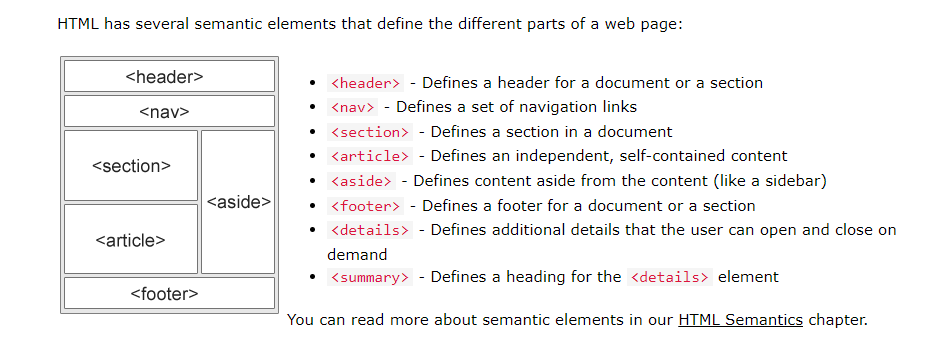 HTML has several semantic elements that define the different parts of a web page:
<header>
<nav>
<section>
<aside>
<article>
<footer>
• <header> - Defines a header for a document or a section
• <nav> - Defines a set of navigation links
• <section> - Defines a section in a document
• <article> - Defines an independent, self-contained content
• <aside> - Defines content aside from the content (like a sidebar)
• <footer> - Defines a footer for a document or a section
• <details> - Defines additional details that the user can open and close on
demand
• <summary> - Defines a heading for the <details> element
You can read more about semantic elements in our HTML Semantics chapter.